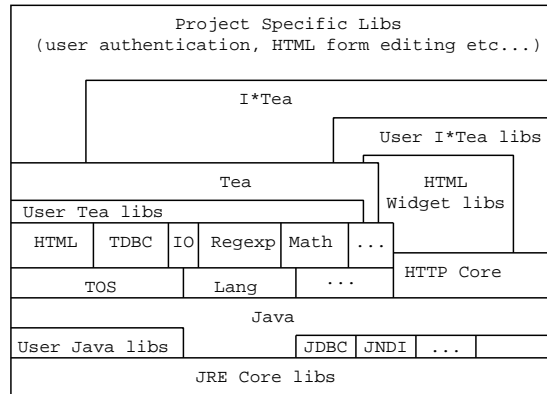 Project Specific Libs
(user authentication, HTML form editing etc...)
I*Tea
User I*Tea libs
Tea
HTML
Widget libs
User Tea libs
HTML TDBC IO Regexp Math ...
HTTP Core
TOS Lang ...
Java
User Java libs
JDBC JNDI ...
JRE Core libs